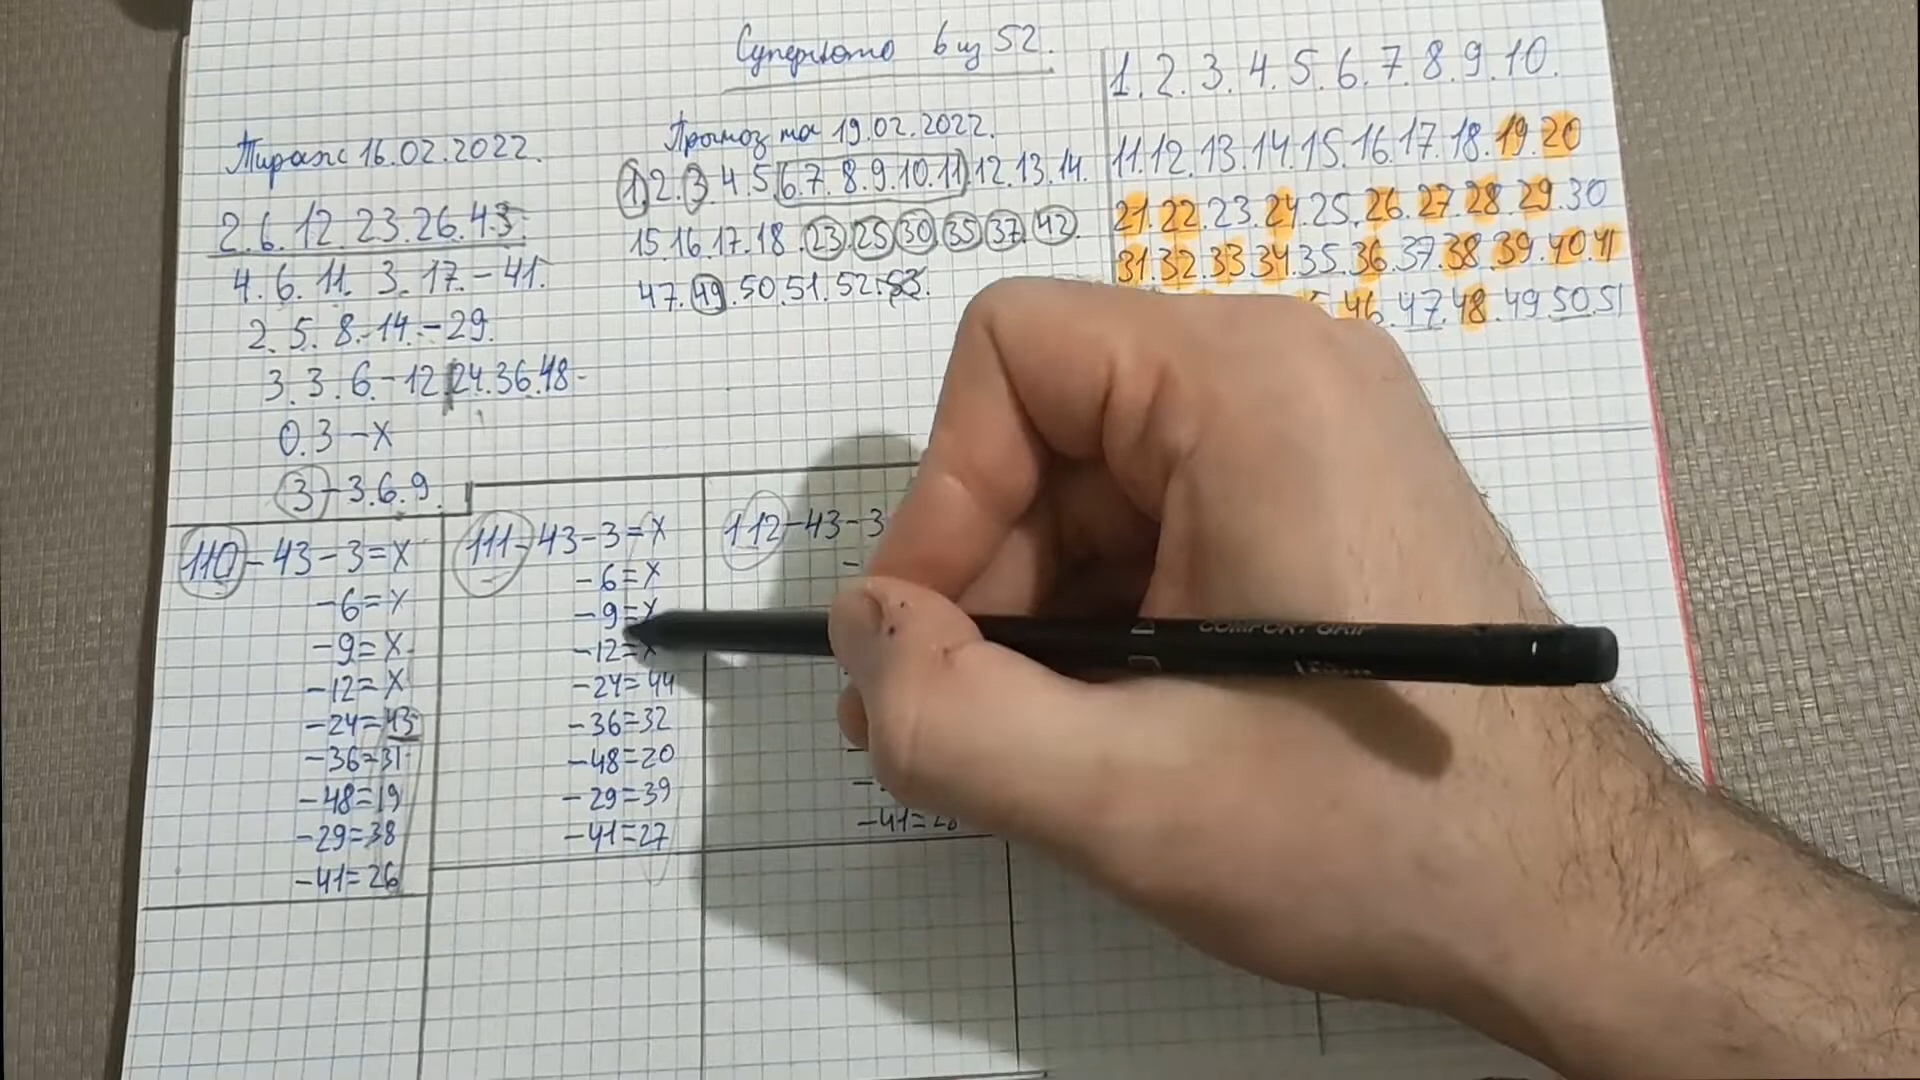 Суперлото 6 из 52.
Тираж 16.02.2022.
2.6.12.23.26.43.
4.6.11.3.17.-41.
2.5.8.-14.-29.
3.3.6-12 24.36.48-
0.3-X
3-3.6.9.
Прогноз на 19.02.2022.
1.2.3.4.5.6.7.8.9.10.11.12.13.14.
15.16.17.18.23.25.30.35.37.42.
47.49.50.51.52.53.
1.2.3.4.5.6.7.8.9.10.
11.12.13.14.15.16.17.18.19.20
21.22.23.24.25.26.27.28.29.30
31.32.33.34.35.36.37.38.39.40.41
46.47.48.49.50.51
110-43-3=X
-6=X
-9=X
-12=X
-24=43
-36=31
-48=19
-29=38
-41=26
111-43-3=X
-6=X
-9=X
-12=X
-24=44
-36=32
-48=20
-29=39
-41=27
112-43-3
-41=28
COMFORT GRIP